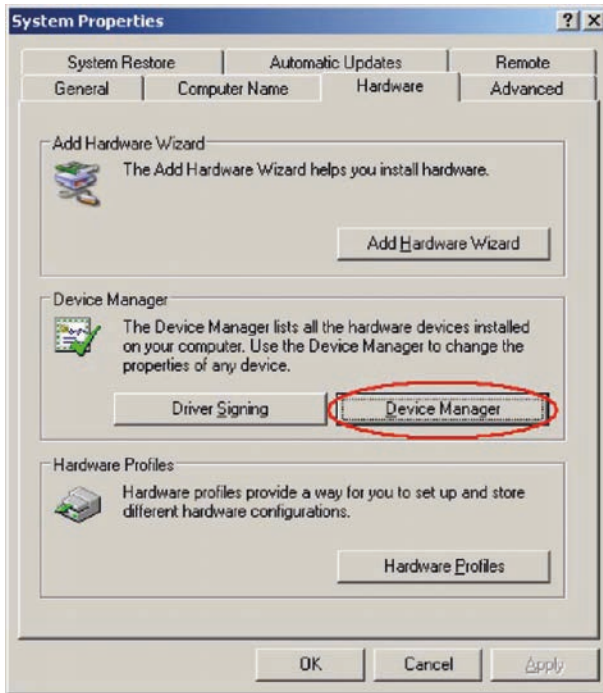 System Properties
System Restore Automatic Updates Remote
General Computer Name Hardware Advanced
Add Hardware Wizard
The Add Hardware Wizard helps you install hardware.
Add Hardware Wizard
Device Manager
The Device Manager lists all the hardware devices installed
on your computer. Use the Device Manager to change the
properties of any device.
Driver Signing Device Manager
Hardware Profiles
Hardware profiles provide a way for you to set up and store
different hardware configurations.
Hardware Profiles
OK Cancel Apply